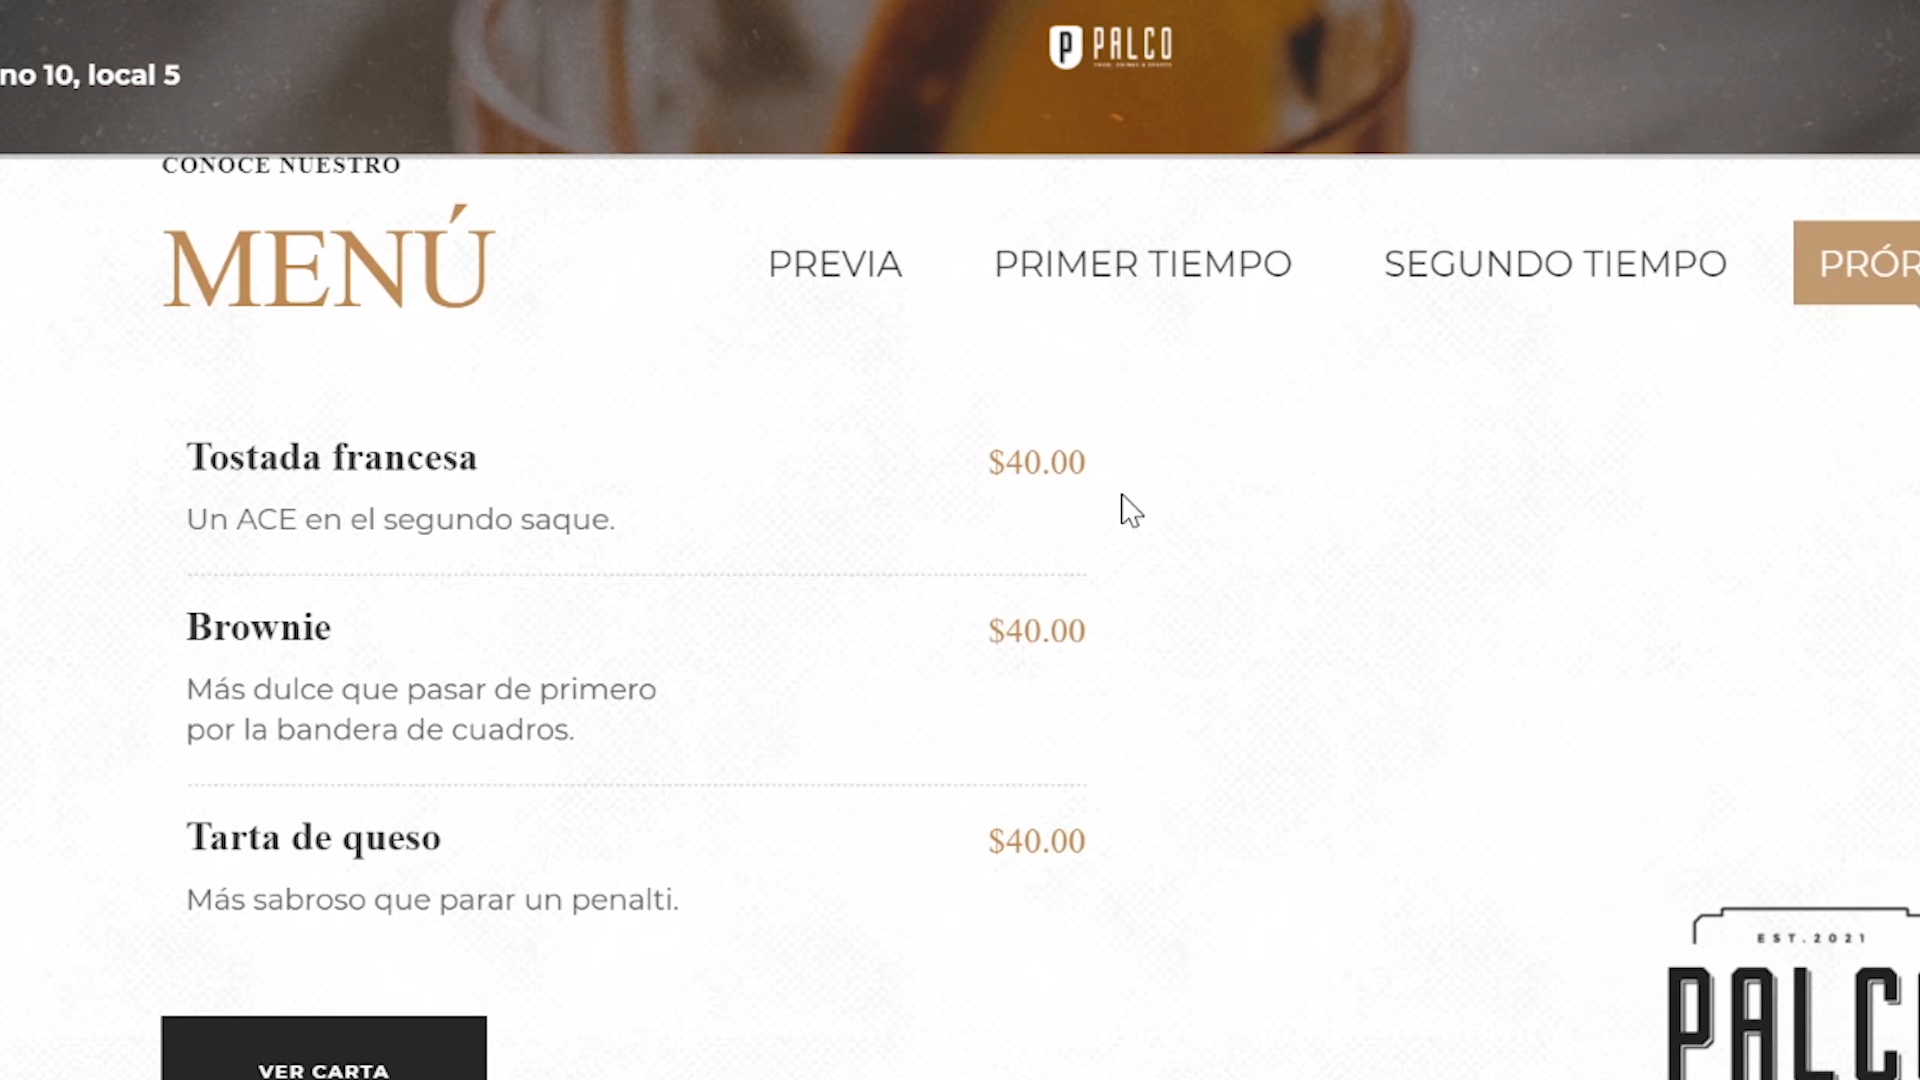 no 10, local 5
P PALCO
CONOCE NUESTRO
MENÚ
PREVIA
PRIMER TIEMPO
SEGUNDO TIEMPO
PRÓR
Tostada francesa
$40.00
Un ACE en el segundo saque.
Brownie
$40.00
Más dulce que pasar de primero
por la bandera de cuadros.
Tarta de queso
$40.00
Más sabroso que parar un penalti.
EST.2021
PALC
VER CARTA